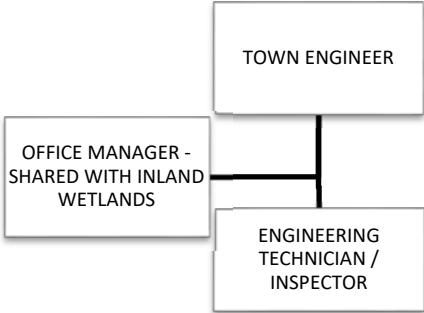 TOWN ENGINEER
OFFICE MANAGER -
SHARED WITH INLAND
WETLANDS
ENGINEERING
TECHNICIAN /
INSPECTOR